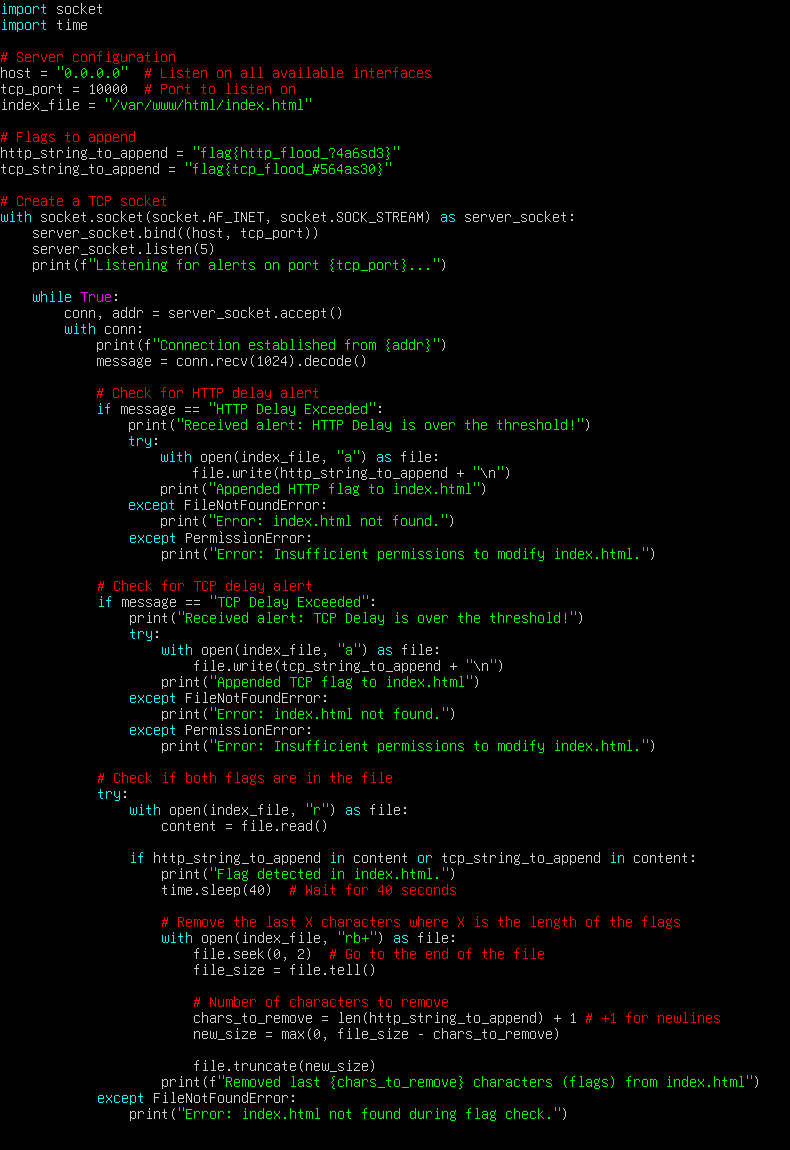 import socket
import time

# Server configuration
host = "0.0.0.0"  # Listen on all available interfaces
tcp_port = 10000  # Port to listen on
index_file = "/var/www/html/index.html"

# Flags to append
http_string_to_append = "flag{http_flood_?4a6sd3}"
tcp_string_to_append = "flag{tcp_flood_#564as30}"

# Create a TCP socket
with socket.socket(socket.AF_INET, socket.SOCK_STREAM) as server_socket:
    server_socket.bind((host, tcp_port))
    server_socket.listen(5)
    print(f"Listening for alerts on port {tcp_port}...")

    while True:
        conn, addr = server_socket.accept()
        with conn:
            print(f"Connection established from {addr}")
            message = conn.recv(1024).decode()

            # Check for HTTP delay alert
            if message == "HTTP Delay Exceeded":
                print("Received alert: HTTP Delay is over the threshold!")
                try:
                    with open(index_file, "a") as file:
                        file.write(http_string_to_append + "\n")
                    print("Appended HTTP flag to index.html")
                except FileNotFoundError:
                    print("Error: index.html not found.")
                except PermissionError:
                    print("Error: Insufficient permissions to modify index.html.")

            # Check for TCP delay alert
            if message == "TCP Delay Exceeded":
                print("Received alert: TCP Delay is over the threshold!")
                try:
                    with open(index_file, "a") as file:
                        file.write(tcp_string_to_append + "\n")
                    print("Appended TCP flag to index.html")
                except FileNotFoundError:
                    print("Error: index.html not found.")
                except PermissionError:
                    print("Error: Insufficient permissions to modify index.html.")

            # Check if both flags are in the file
            try:
                with open(index_file, "r") as file:
                    content = file.read()

                if http_string_to_append in content or tcp_string_to_append in content:
                    print("Flag detected in index.html.")
                    time.sleep(40)  # Wait for 40 seconds

                    # Remove the last X characters where X is the length of the flags
                    with open(index_file, "rb+") as file:
                        file.seek(0, 2)  # Go to the end of the file
                        file_size = file.tell()

                        # Number of characters to remove
                        chars_to_remove = len(http_string_to_append) + 1 # +1 for newlines
                        new_size = max(0, file_size - chars_to_remove)

                        file.truncate(new_size)
                    print(f"Removed last {chars_to_remove} characters (flags) from index.html")
            except FileNotFoundError:
                print("Error: index.html not found during flag check.")